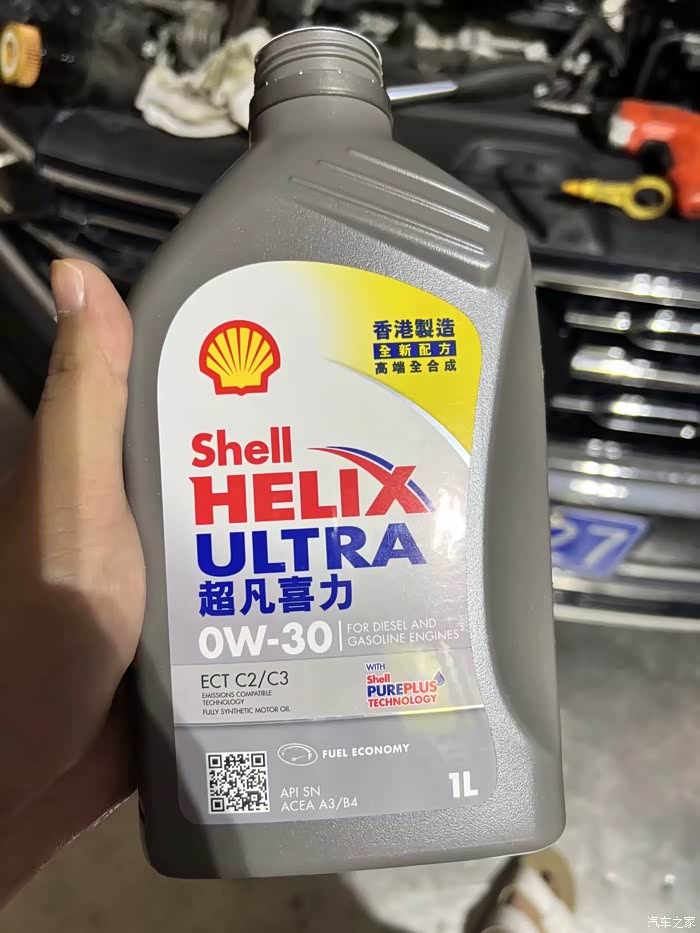 香港製造
全新配方
高端全合成
Shell
HELIX
ULTRA
超凡喜力
0W-30
FOR DIESEL AND
GASOLINE ENGINES
ECT C2/C3
EMISSIONS COMPATIBLE
TECHNOLOGY
FULLY SYNTHETIC MOTOR OIL
WITH
Shell
PUREPLUS
TECHNOLOGY
FUEL ECONOMY
API SN
ACEA A3/B4
1L
27
汽车之家